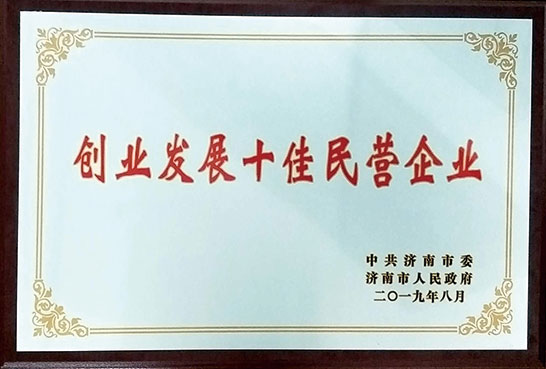 创业发展十佳民营企业
中共济南市委
济南市人民政府
二〇一九年八月